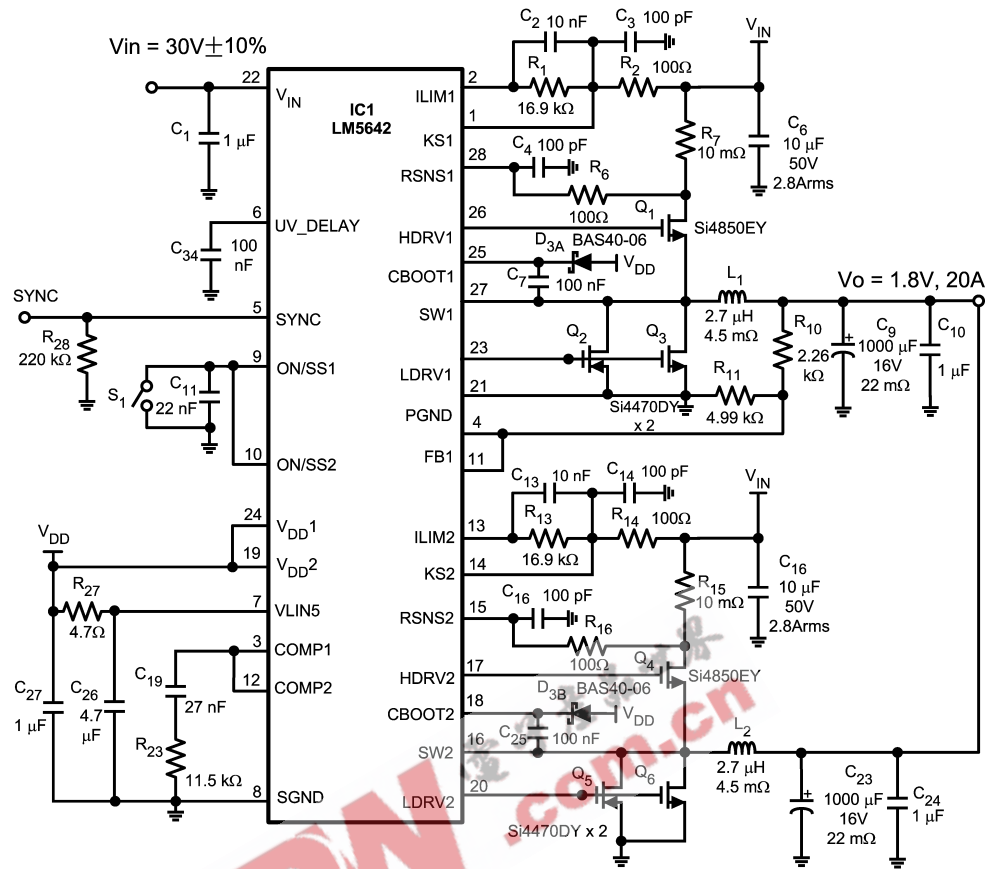 Vin = 30V±10%
22
VIN
C1
1 µF
IC1
LM5642
6
UV_DELAY
C34
100
nF
SYNC
5
SYNC
R28
220 kΩ
9
ON/SS1
S1
C11
22 nF
10
ON/SS2
24
VDD1
VDD
19
VDD2
R27
4.7Ω
7
VLIN5
3
COMP1
12
COMP2
C27
1 µF
C26
4.7
µF
C19
27 nF
R23
11.5 kΩ
8
SGND
2
ILIM1
C2
10 nF
C3
100 pF
R1
16.9 kΩ
R2
100Ω
VIN
1
KS1
R7
10 mΩ
C6
10 µF
50V
2.8Arms
28
RSNS1
C4
100 pF
R6
100Ω
26
HDRV1
Q1
Si4850EY
25
CBOOT1
D3A
BAS40-06
VDD
C7
100 nF
27
SW1
L1
2.7 µH
4.5 mΩ
Vo = 1.8V, 20A
23
LDRV1
Q2
Q3
Si4470DY
x 2
R10
2.26
kΩ
C9
1000 µF
16V
22 mΩ
C10
1 µF
21
PGND
R11
4.99 kΩ
4
FB1
11
13
ILIM2
C13
10 nF
C14
100 pF
R13
16.9 kΩ
R14
100Ω
VIN
14
KS2
R15
10 mΩ
C16
10 µF
50V
2.8Arms
15
RSNS2
C16
100 pF
R16
100Ω
17
HDRV2
Q4
Si4850EY
18
CBOOT2
D3B
BAS40-06
VDD
C25
100 nF
16
SW2
L2
2.7 µH
4.5 mΩ
20
LDRV2
Q5
Q6
Si4470DY x 2
C23
1000 µF
16V
22 mΩ
C24
1 µF
.com.cn